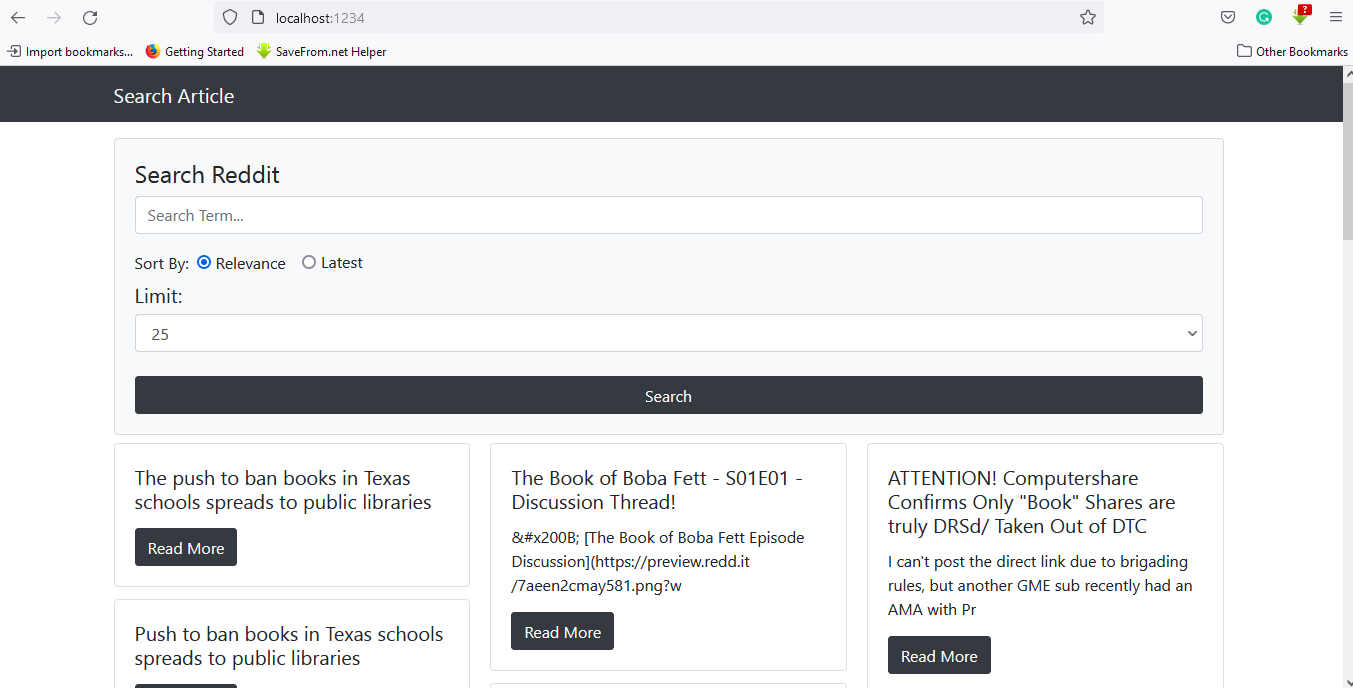 localhost:1234
?
Import bookmarks...
Getting Started
SaveFrom.net Helper
Other Bookmarks
Search Article
Search Reddit
Search Term...
Sort By: Relevance Latest
Limit:
25
Search
The push to ban books in Texas
schools spreads to public libraries
Read More
Push to ban books in Texas schools
spreads to public libraries
The Book of Boba Fett - S01E01 -
Discussion Thread!
&#x200B; [The Book of Boba Fett Episode
Discussion](https://preview.redd.it
/7aeen2cmay581.png?w
Read More
ATTENTION! Computershare
Confirms Only "Book" Shares are
truly DRSd/ Taken Out of DTC
I can't post the direct link due to brigading
rules, but another GME sub recently had an
AMA with Pr
Read More